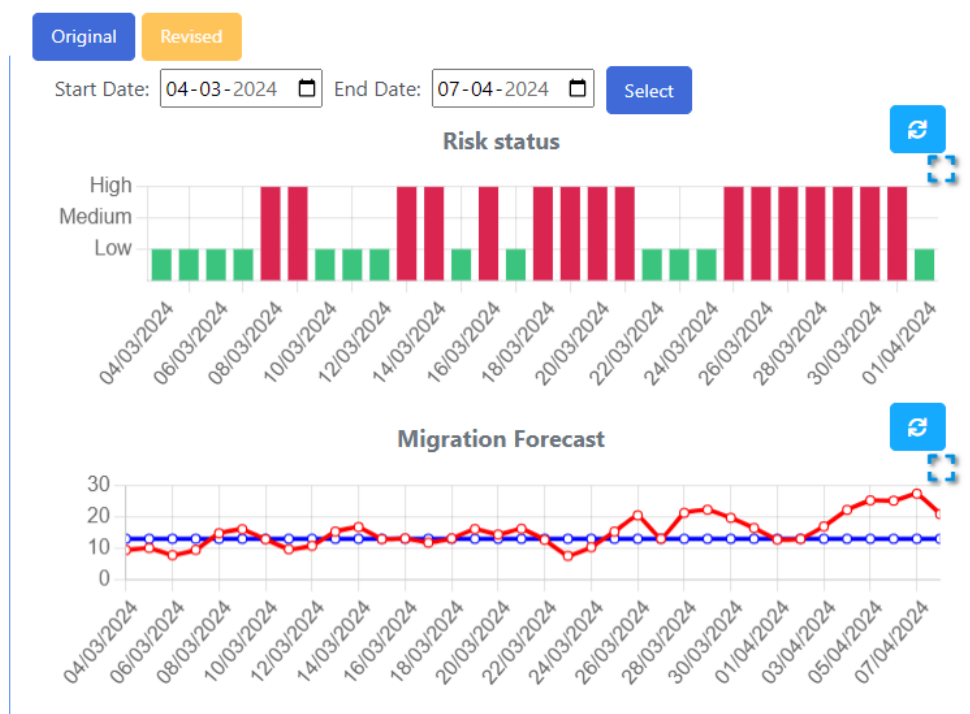 Original Revised
Start Date: 04-03-2024 End Date: 07-04-2024 Select
Risk status
High
Medium
Low
04/03/2024 06/03/2024 08/03/2024 10/03/2024 12/03/2024 14/03/2024 16/03/2024 18/03/2024 20/03/2024 22/03/2024 24/03/2024 26/03/2024 28/03/2024 30/03/2024 01/04/2024
Migration Forecast
30
20
10
0
04/03/2024 06/03/2024 08/03/2024 10/03/2024 12/03/2024 14/03/2024 16/03/2024 18/03/2024 20/03/2024 22/03/2024 24/03/2024 26/03/2024 28/03/2024 30/03/2024 01/04/2024 03/04/2024 05/04/2024 07/04/2024